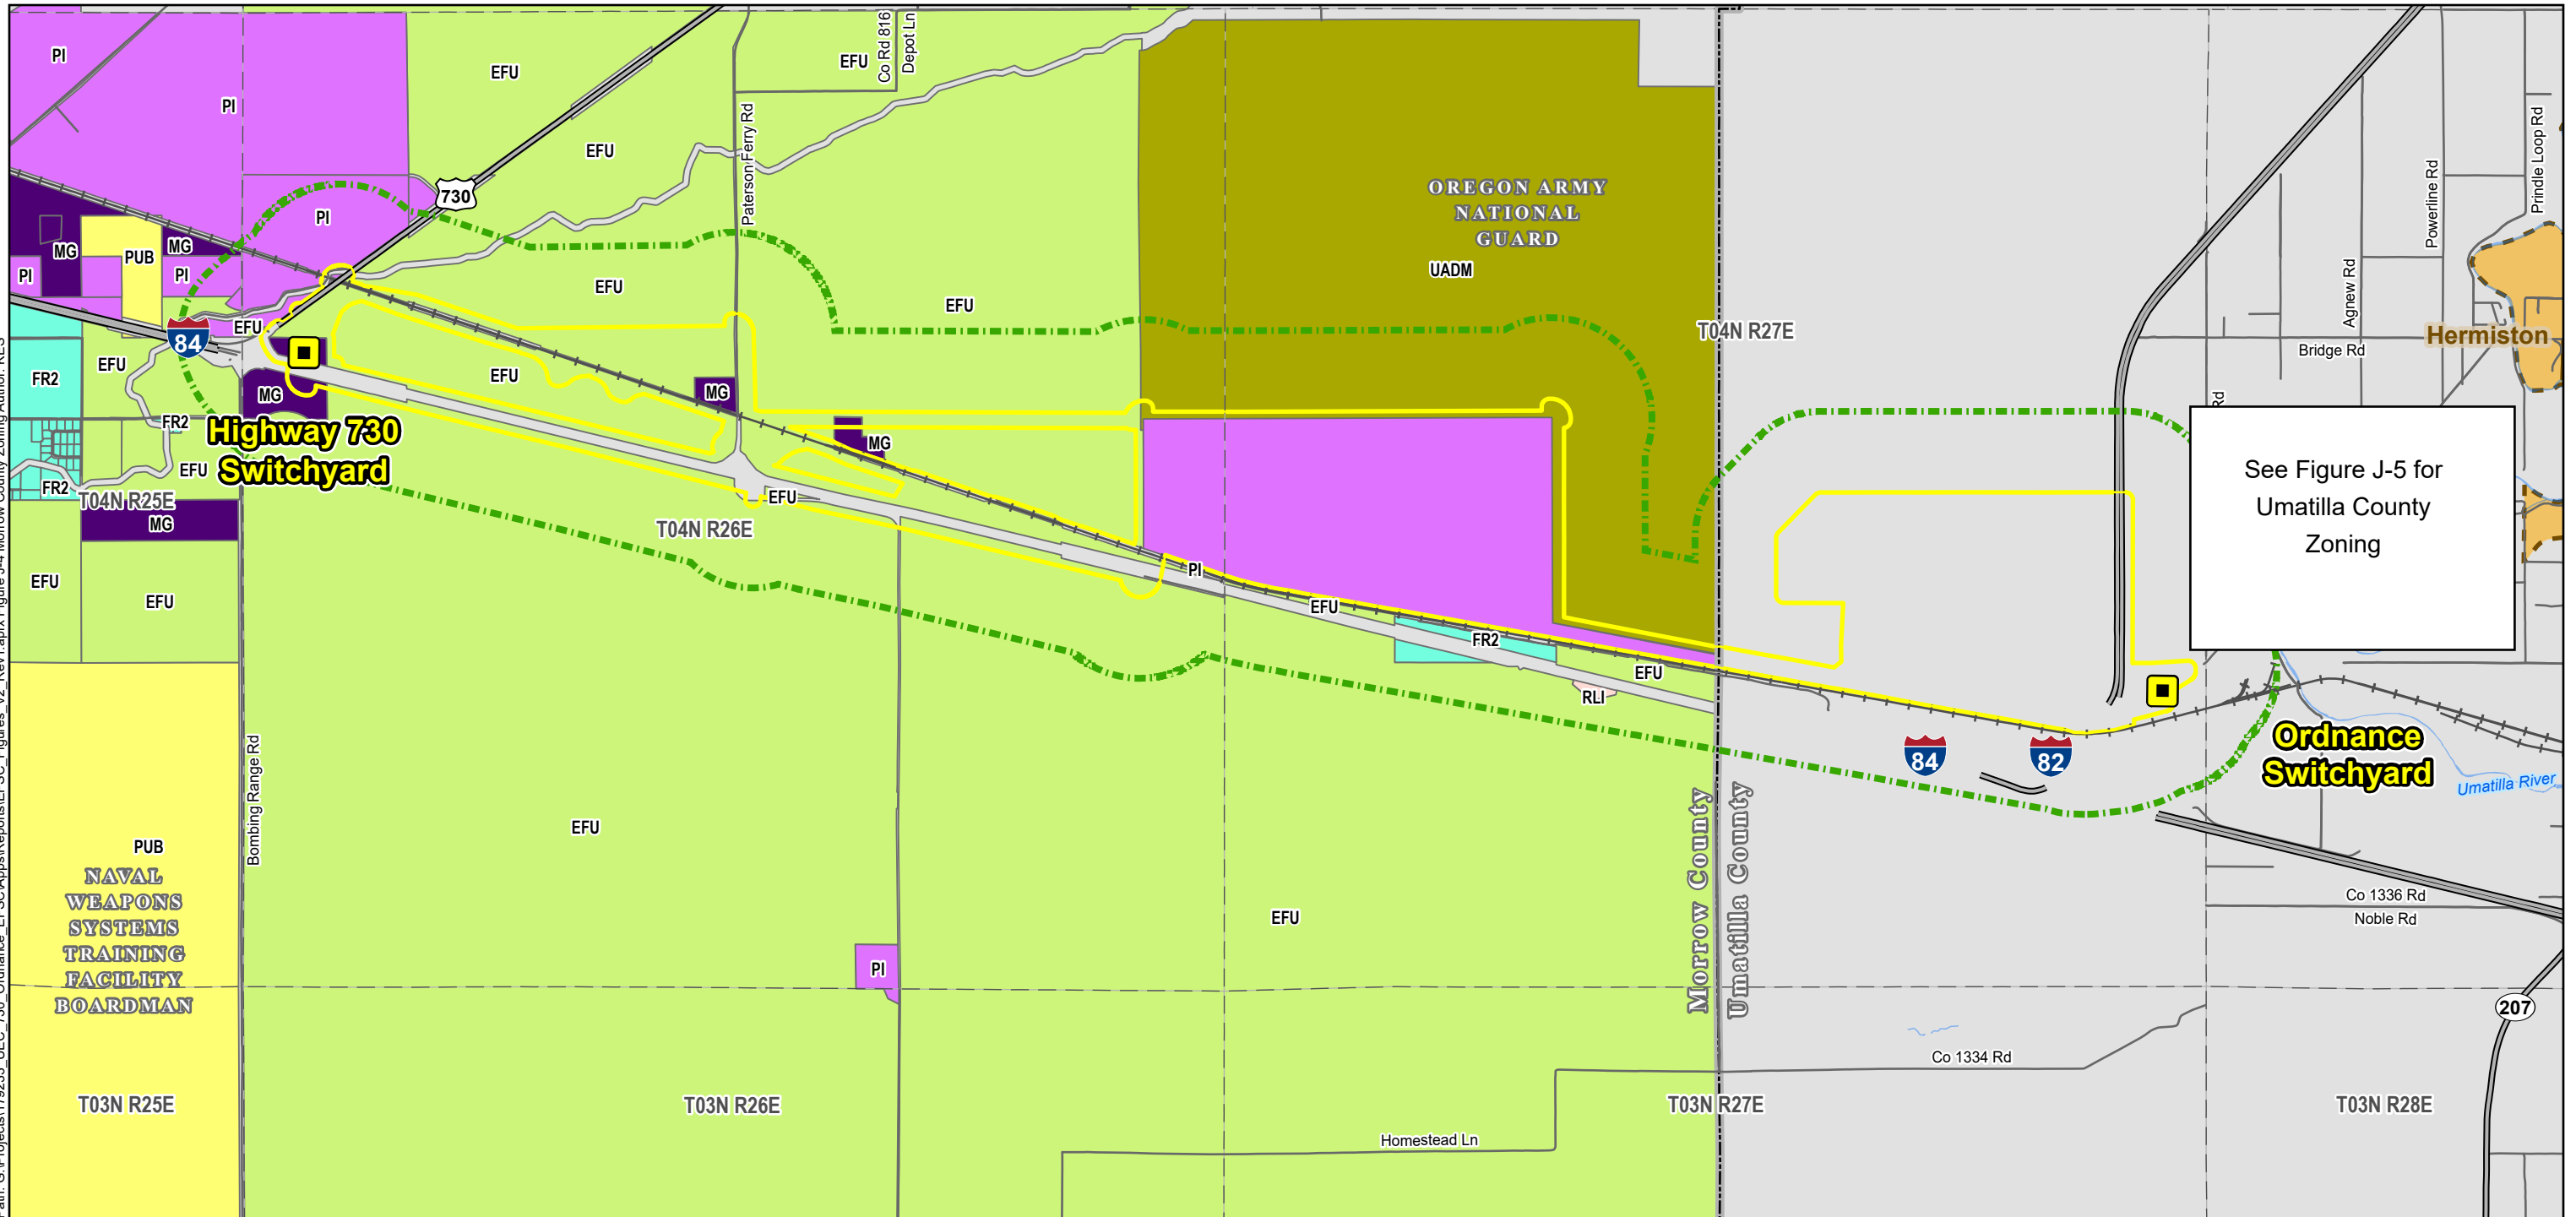 PI
EFU
EFU
Co Rd 816
Depot Ln
PI
Paterson Ferry Rd
EFU
Prindle Loop Rd
730
OREGON ARMY
NATIONAL
GUARD
UADM
Powerline Rd
PI
MG
MG
PUB
PI
PI
EFU
EFU
Agnew Rd
T04N R27E
Hermiston
Bridge Rd
EFU
84
EFU
EFU
FR2
MG
MG
Rd
FR2
Highway 730
Switchyard
MG
EFU
FR2
T04N R25E
MG
EFU
T04N R26E
See Figure J-5 for
Umatilla County
Zoning
PI
EFU
EFU
EFU
FR2
EFU
RLI
Ordnance
Switchyard
84
82
Umatilla River
Bombing Range Rd
EFU
PUB
NAVAL
WEAPONS
SYSTEMS
TRAINING
FACILITY
BOARDMAN
EFU
Morrow County
Umatilla County
Co 1336 Rd
Noble Rd
PI
207
Co 1334 Rd
T03N R25E
T03N R26E
T03N R27E
T03N R28E
Homestead Ln